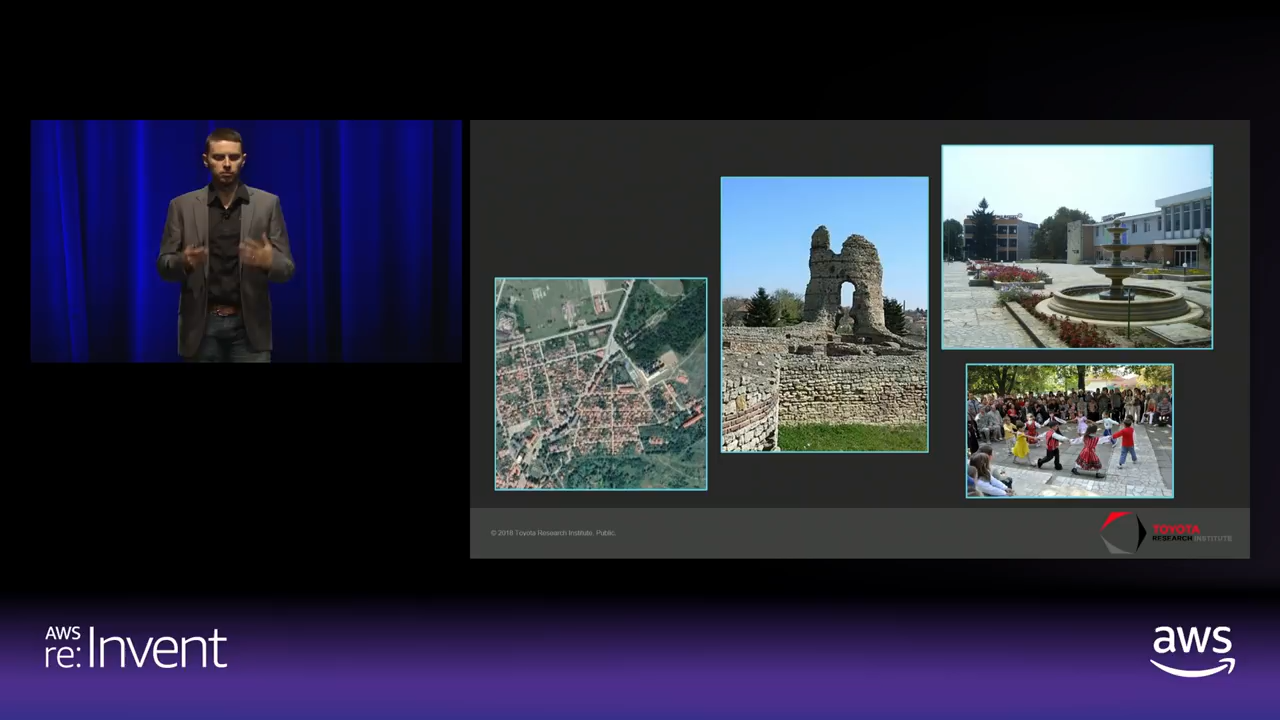 © 2018 Toyota Research Institute. Public.
TOYOTA
RESEARCH INSTITUTE
AWS
re:Invent
aws